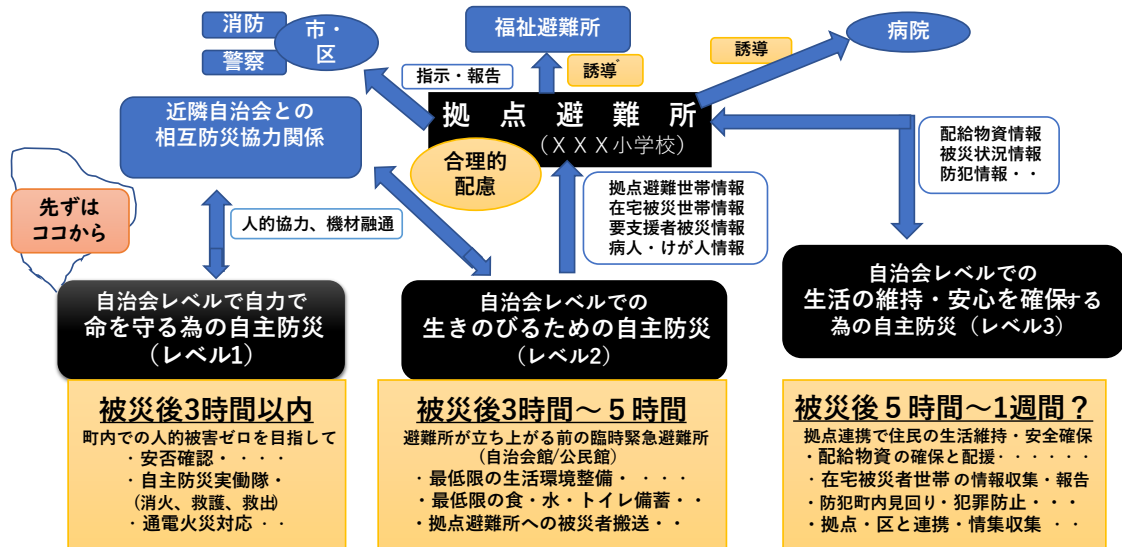 消防
警察
市・
区
福祉避難所
病院
指示・報告
誘導
誘導
近隣自治会との
相互防災協力関係
拠 点 避 難 所
（ＸＸＸ小学校）
合理的
配慮
配給物資情報
被災状況情報
防犯情報・・
先ずは
ココから
人的協力、機材融通
拠点避難世帯情報
在宅被災世帯情報
要支援者被災情報
病人・けが人情報
自治会レベルで自力で
命を守る為の自主防災
（レベル1）
自治会レベルでの
生きのびるための自主防災
（レベル2）
自治会レベルでの
生活の維持・安心を確保する
為の自主防災（レベル3）
被災後3時間以内
町内での人的被害ゼロを目指して
・安否確認・・・・
・自主防災実働隊・
(消火、救護、救出)
・通電火災対応・・
被災後3時間～５時間
避難所が立ち上がる前の臨時緊急避難所
(自治会館/公民館)
・最低限の生活環境整備・・・・・
・最低限の食・水・トイレ備蓄・・
・拠点避難所への被災者搬送・・
被災後５時間～1週間？
拠点連携で住民の生活維持・安全確保
・配給物資の確保と配援・・・・・・
・在宅被災者世帯の情報収集・報告
・防犯町内見回り・犯罪防止・・・
・拠点・区と連携・情集収集・・